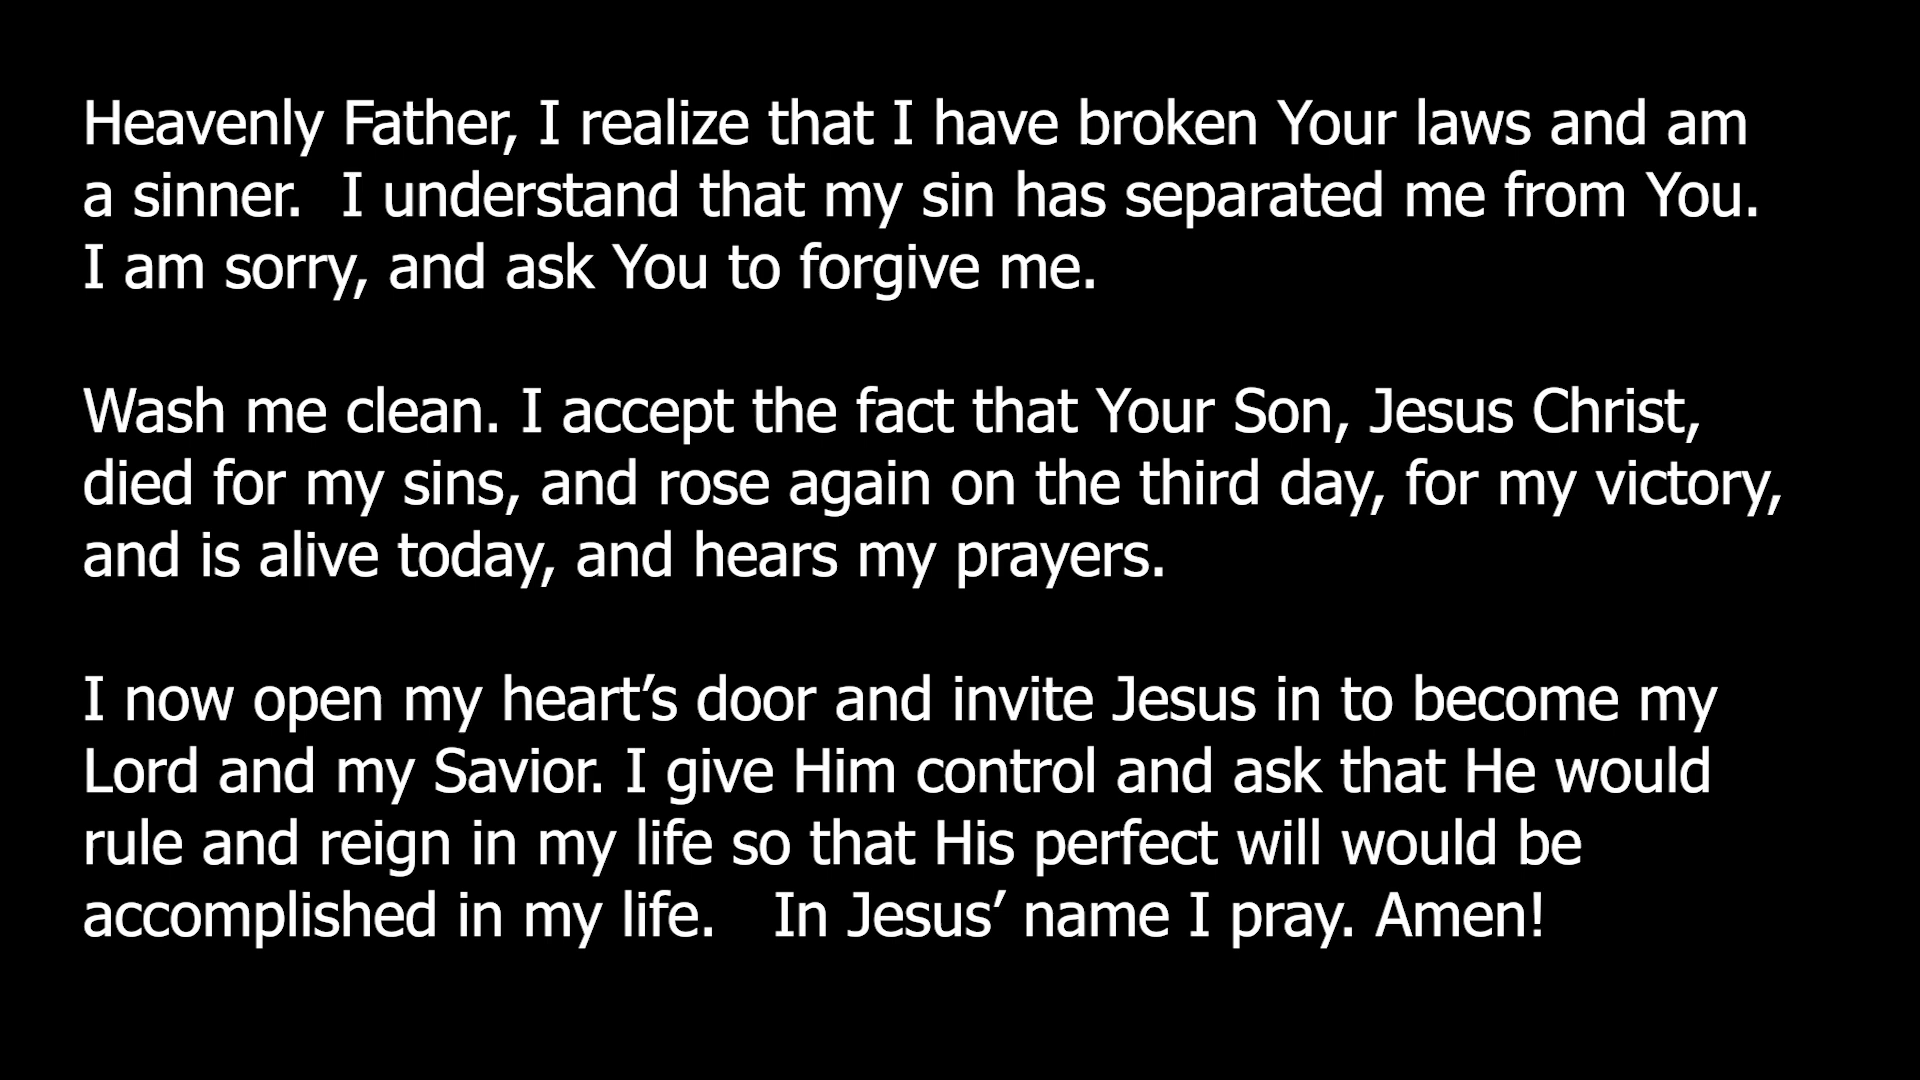 Heavenly Father, I realize that I have broken Your laws and am
a sinner.  I understand that my sin has separated me from You.
I am sorry, and ask You to forgive me.
Wash me clean. I accept the fact that Your Son, Jesus Christ,
died for my sins, and rose again on the third day, for my victory,
and is alive today, and hears my prayers.
I now open my heart’s door and invite Jesus in to become my
Lord and my Savior. I give Him control and ask that He would
rule and reign in my life so that His perfect will would be
accomplished in my life.   In Jesus’ name I pray. Amen!